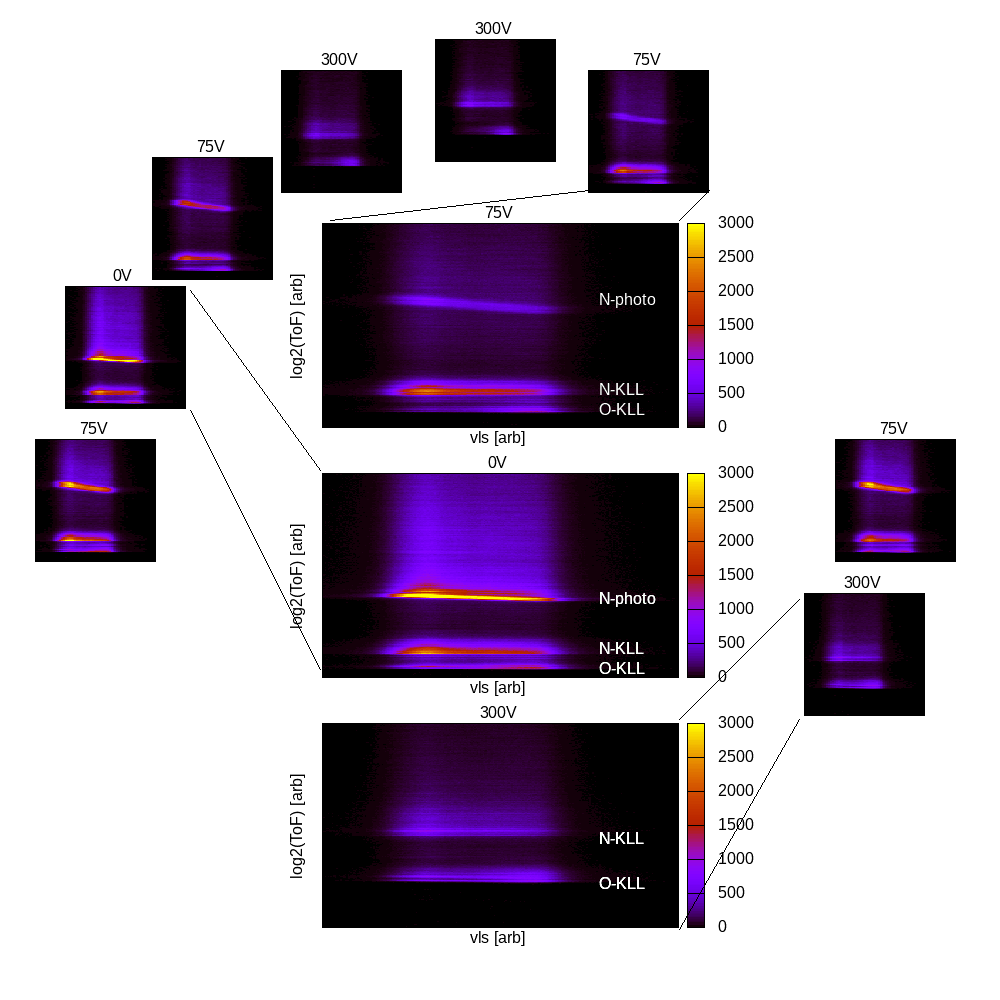 300V
300V
75V
75V
75V
3000
2500
2000
1500
1000
500
0
log2(ToF) [arb]
N-photo
N-KLL
O-KLL
vls [arb]
0V
75V
75V
0V
3000
2500
2000
1500
1000
500
0
log2(ToF) [arb]
N-photo
N-KLL
O-KLL
vls [arb]
300V
300V
3000
2500
2000
1500
1000
500
0
log2(ToF) [arb]
N-KLL
O-KLL
vls [arb]